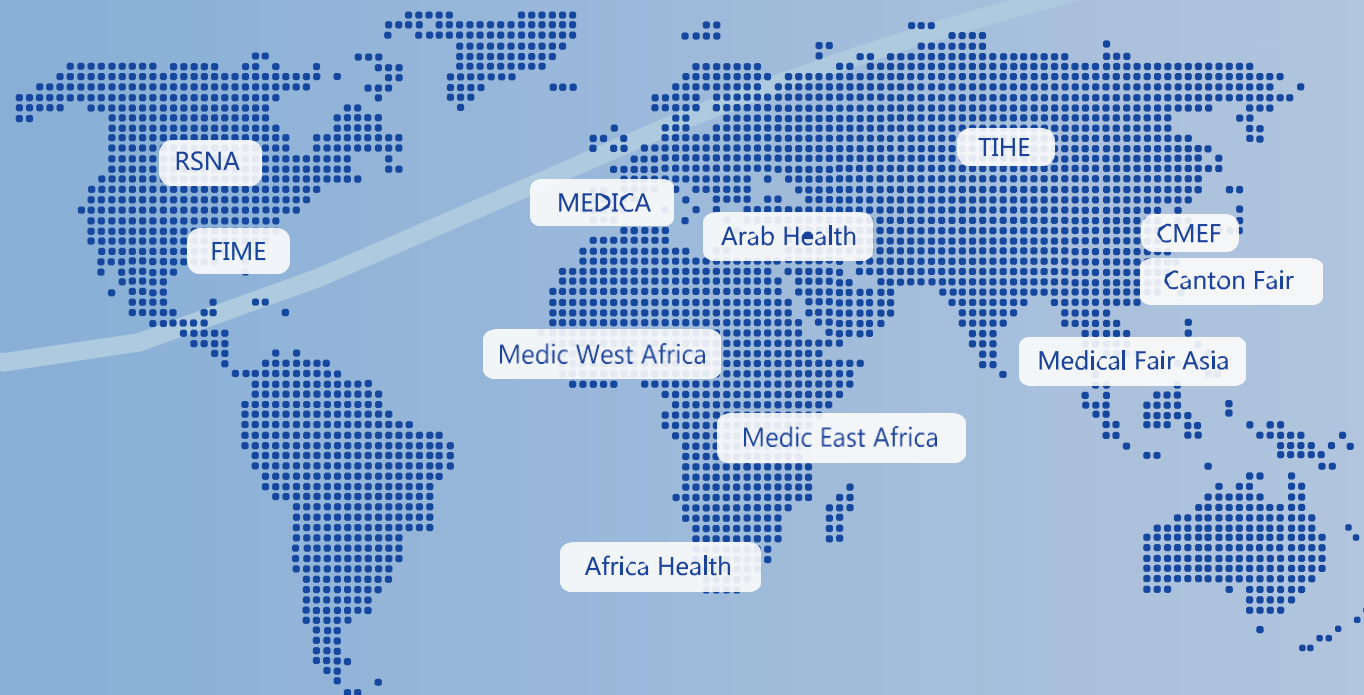 RSNA
TIHE
MEDICA
Arab Health
CMEF
FIME
Canton Fair
Medic West Africa
Medical Fair Asia
Medic East Africa
Africa Health